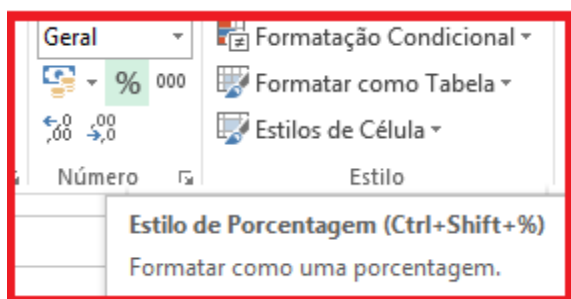 Geral
Formatação Condicional
% 000
Formatar como Tabela
←,0 ,00
,00 →,0
Estilos de Célula
Número
Estilo
Estilo de Porcentagem (Ctrl+Shift+%)
Formatar como uma porcentagem.